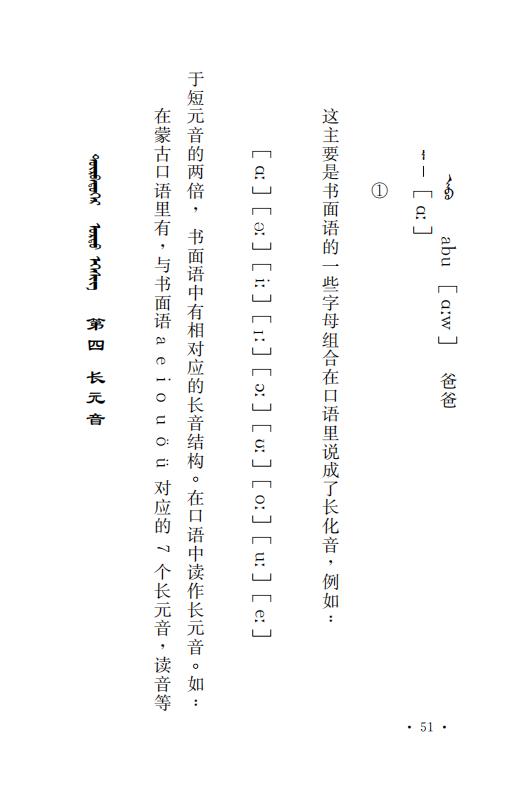 第四 长元音
在蒙古口语里有，与书面语 a e i o u ö ü 对应的 7 个长元音，读音等
于短元音的两倍，书面语中有相对应的长音结构。在口语中读作长元音。如：
[ɑː] [əː] [iː] [ɪː] [ɔː] [ʊː] [oː] [uː] [eː]
这主要是书面语的一些字母组合在口语里说成了长化音，例如：
①
— [ɑː]
abu [ɑːw] 爸爸
· 51 ·